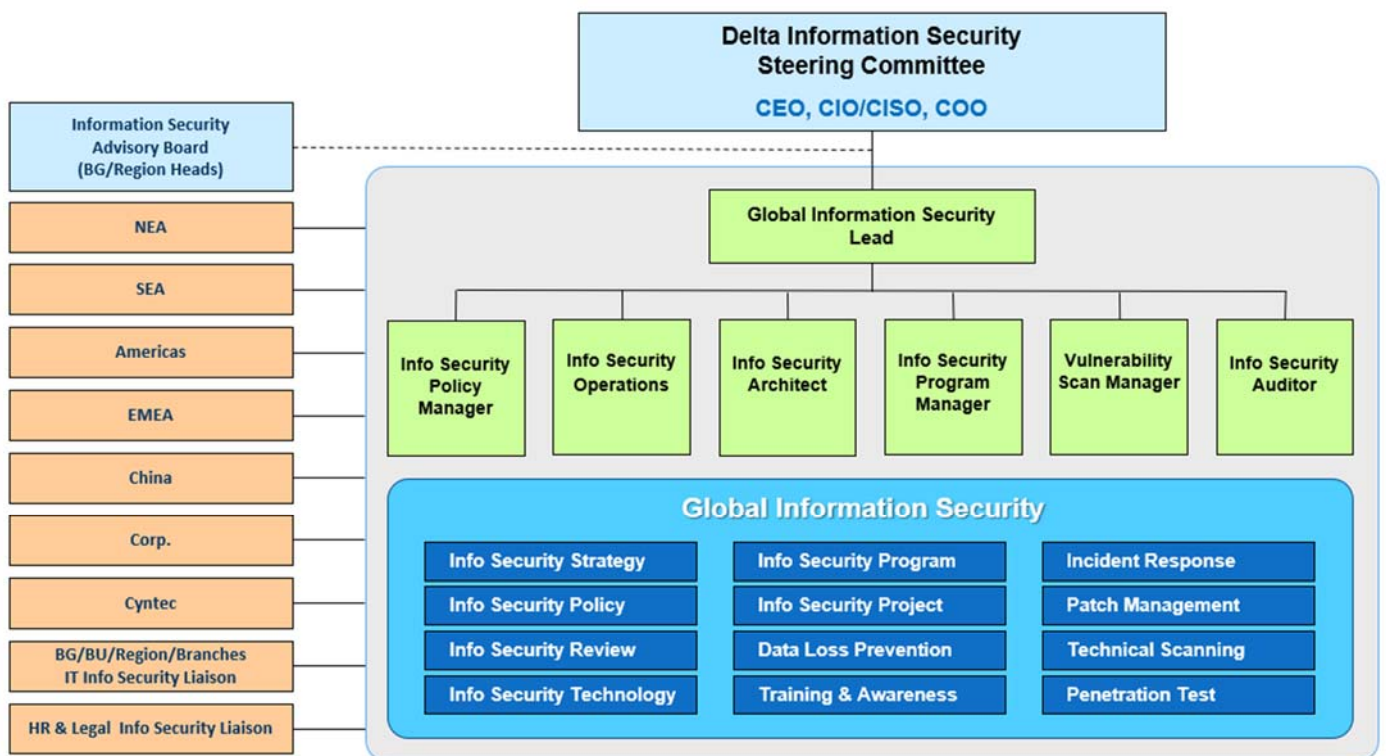 Delta Information Security
Steering Committee
CEO, CIO/CISO, COO
Information Security
Advisory Board
(BG/Region Heads)
NEA
SEA
Americas
EMEA
China
Corp.
Cyntec
BG/BU/Region/Branches
IT Info Security Liaison
HR & Legal Info Security Liaison
Global Information Security
Lead
Info Security
Policy
Manager
Info Security
Operations
Info Security
Architect
Info Security
Program
Manager
Vulnerability
Scan Manager
Info Security
Auditor
Global Information Security
Info Security Strategy
Info Security Policy
Info Security Review
Info Security Technology
Info Security Program
Info Security Project
Data Loss Prevention
Training & Awareness
Incident Response
Patch Management
Technical Scanning
Penetration Test